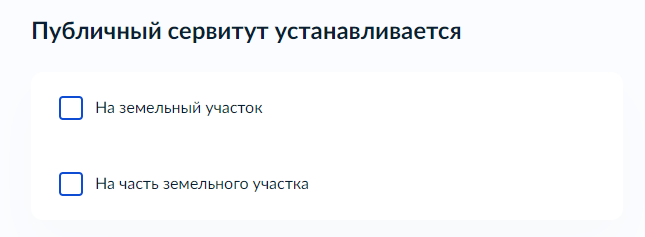 Публичный сервитут устанавливается
На земельный участок
На часть земельного участка